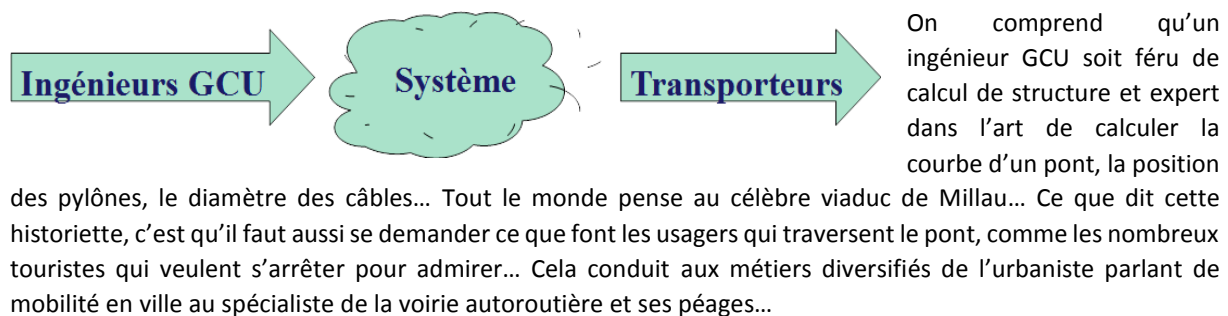 Ingénieurs GCU
Système
Transporteurs
On comprend qu’un
ingénieur GCU soit féru de
calcul de structure et expert
dans l’art de calculer la
courbe d’un pont, la position
des pylônes, le diamètre des câbles… Tout le monde pense au célèbre viaduc de Millau… Ce que dit cette
historiette, c’est qu’il faut aussi se demander ce que font les usagers qui traversent le pont, comme les nombreux
touristes qui veulent s’arrêter pour admirer… Cela conduit aux métiers diversifiés de l’urbaniste parlant de
mobilité en ville au spécialiste de la voirie autoroutière et ses péages…